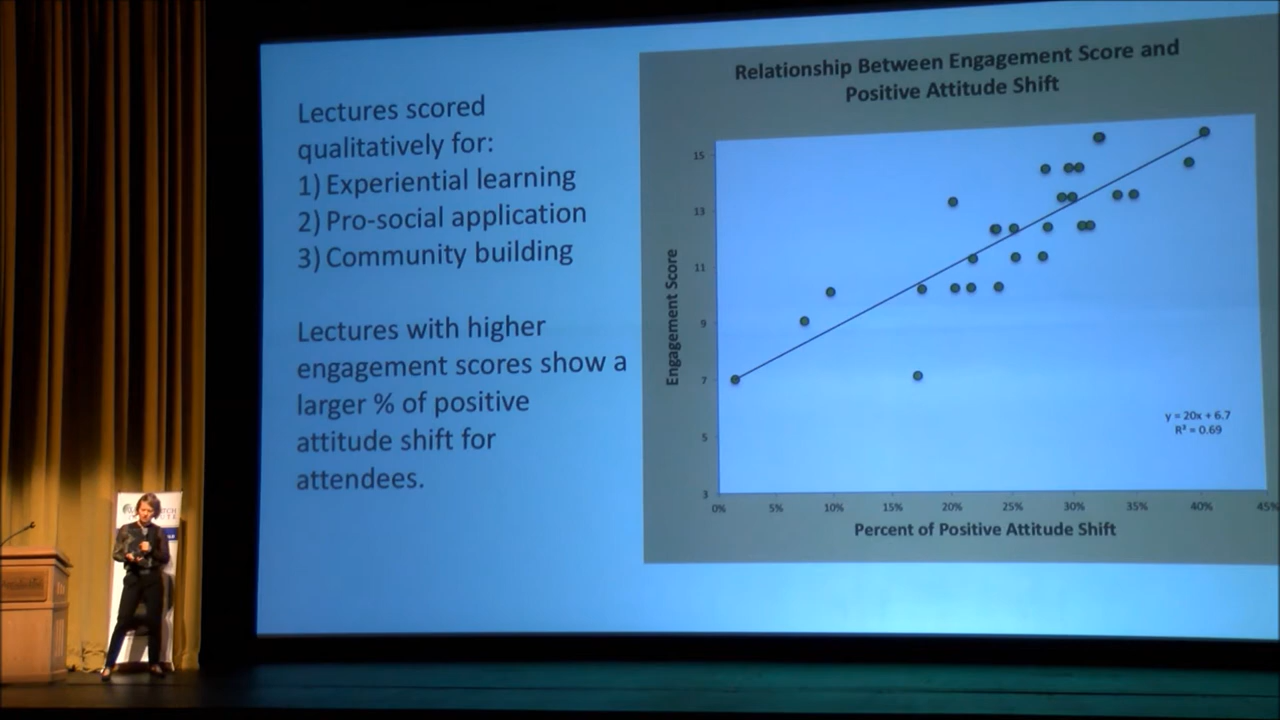 Lectures scored
qualitatively for:
1) Experiential learning
2) Pro-social application
3) Community building
Lectures with higher
engagement scores show a
larger % of positive
attitude shift for
attendees.
Relationship Between Engagement Score and
Positive Attitude Shift
Engagement Score
15
13
11
9
7
5
3
0% 5% 10% 15% 20% 25% 30% 35% 40% 45%
Percent of Positive Attitude Shift
y = 20x + 6.7
R² = 0.69